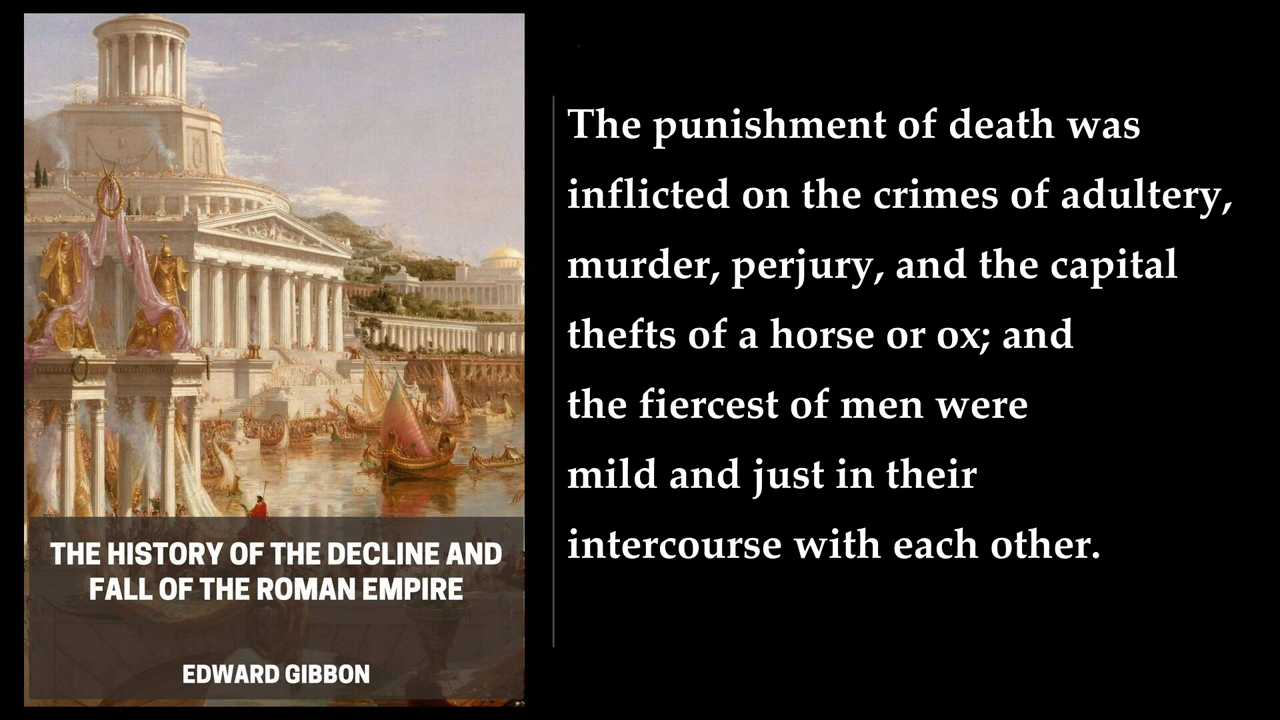 THE HISTORY OF THE DECLINE AND
FALL OF THE ROMAN EMPIRE
EDWARD GIBBON
The punishment of death was
inflicted on the crimes of adultery,
murder, perjury, and the capital
thefts of a horse or ox; and
the fiercest of men were
mild and just in their
intercourse with each other.